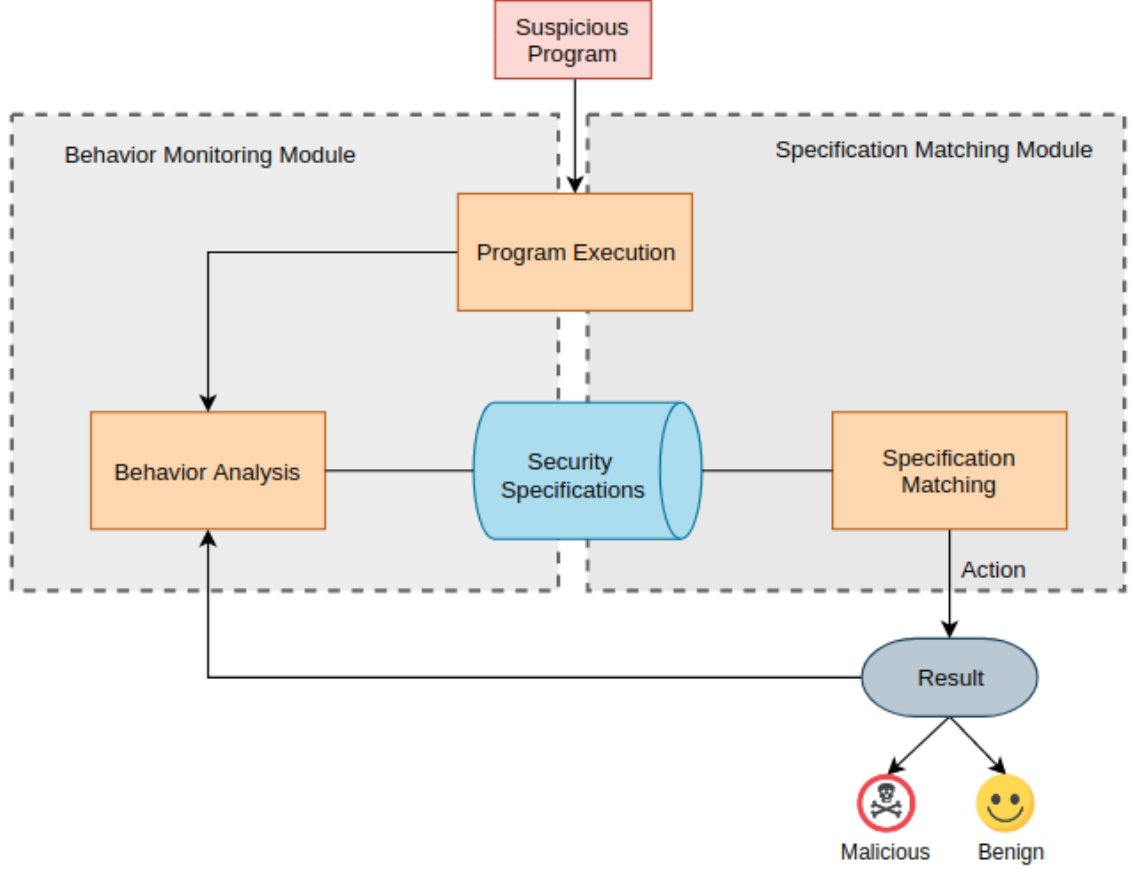 Suspicious
Program
Behavior Monitoring Module
Specification Matching Module
Program Execution
Behavior Analysis
Security
Specifications
Specification
Matching
Action
Result
Malicious
Benign